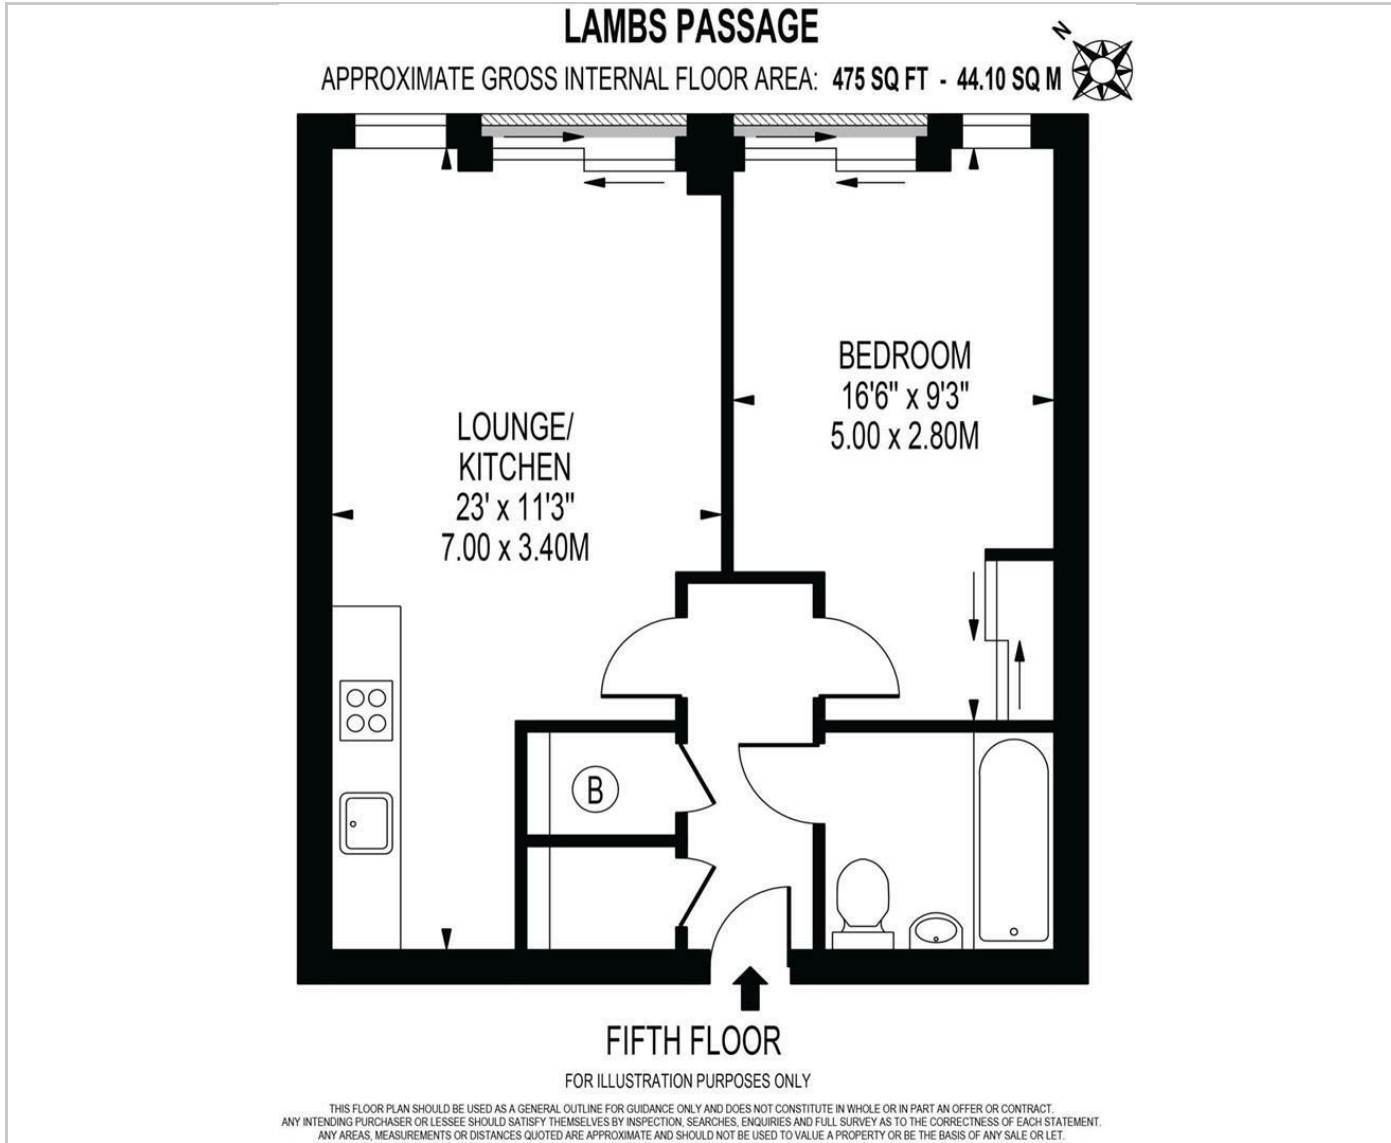 LAMBS PASSAGE
N
APPROXIMATE GROSS INTERNAL FLOOR AREA: 475 SQ FT - 44.10 SQ M
BEDROOM
16'6" x 9'3"
5.00 x 2.80M
LOUNGE/
KITCHEN
23' x 11'3"
7.00 x 3.40M
B
FIFTH FLOOR
FOR ILLUSTRATION PURPOSES ONLY
THIS FLOOR PLAN SHOULD BE USED AS A GENERAL OUTLINE FOR GUIDANCE ONLY AND DOES NOT CONSTITUTE IN WHOLE OR IN PART AN OFFER OR CONTRACT.
ANY INTENDING PURCHASER OR LESSEE SHOULD SATISFY THEMSELVES BY INSPECTION, SEARCHES, ENQUIRIES AND FULL SURVEY AS TO THE CORRECTNESS OF EACH STATEMENT.
ANY AREAS, MEASUREMENTS OR DISTANCES QUOTED ARE APPROXIMATE AND SHOULD NOT BE USED TO VALUE A PROPERTY OR BE THE BASIS OF ANY SALE OR LET.